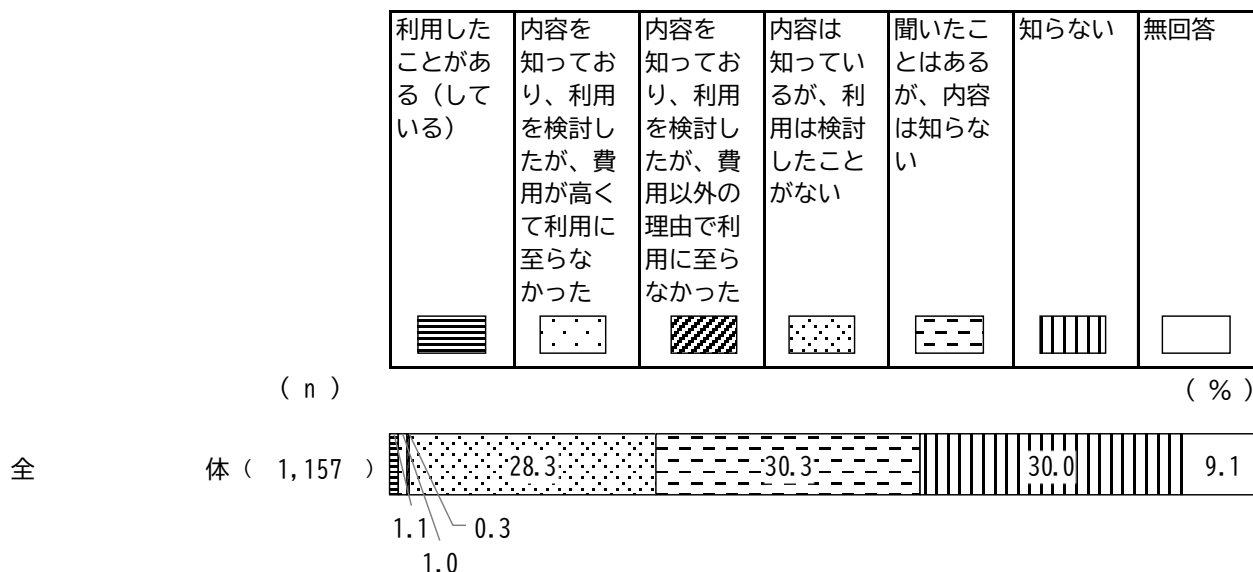 利用した
ことがあ
る（して
いる）
内容を
知ってお
り、利用
を検討し
たが、費
用が高く
て利用に
至らな
かった
内容を
知ってお
り、利用
を検討し
たが、費
用以外の
理由で利
用に至ら
なかった
内容は
知ってい
るが、利
用は検討
したこと
がない
聞いたこ
とはある
が、内容
は知らな
い
知らない
無回答
( n )
( % )
全 体 ( 1,157 ) 28.3 30.3 30.0 9.1
1.1 0.3
1.0